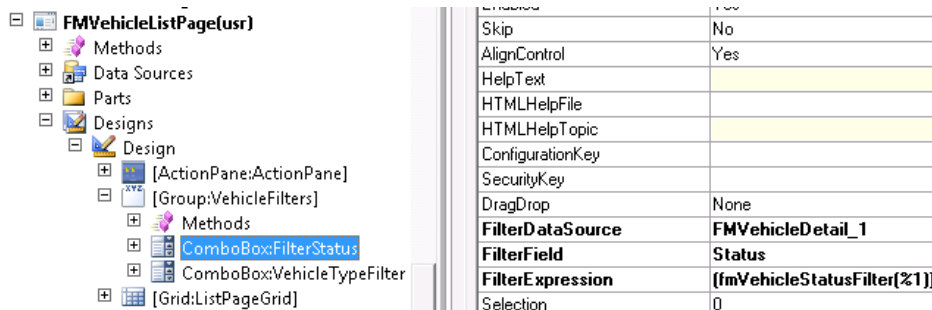 FMVehicleListPage(usr)
Methods
Data Sources
Parts
Designs
Design
[ActionPane:ActionPane]
[Group:VehicleFilters]
Methods
ComboBox:FilterStatus
ComboBox:VehicleTypeFilter
[Grid:ListPageGrid]
Skip No
AlignControl Yes
HelpText
HTMLHelpFile
HTMLHelpTopic
ConfigurationKey
SecurityKey
DragDrop None
FilterDataSource FMVehicleDetail_1
FilterField Status
FilterExpression (fmVehicleStatusFilter(%1))
Selection 0